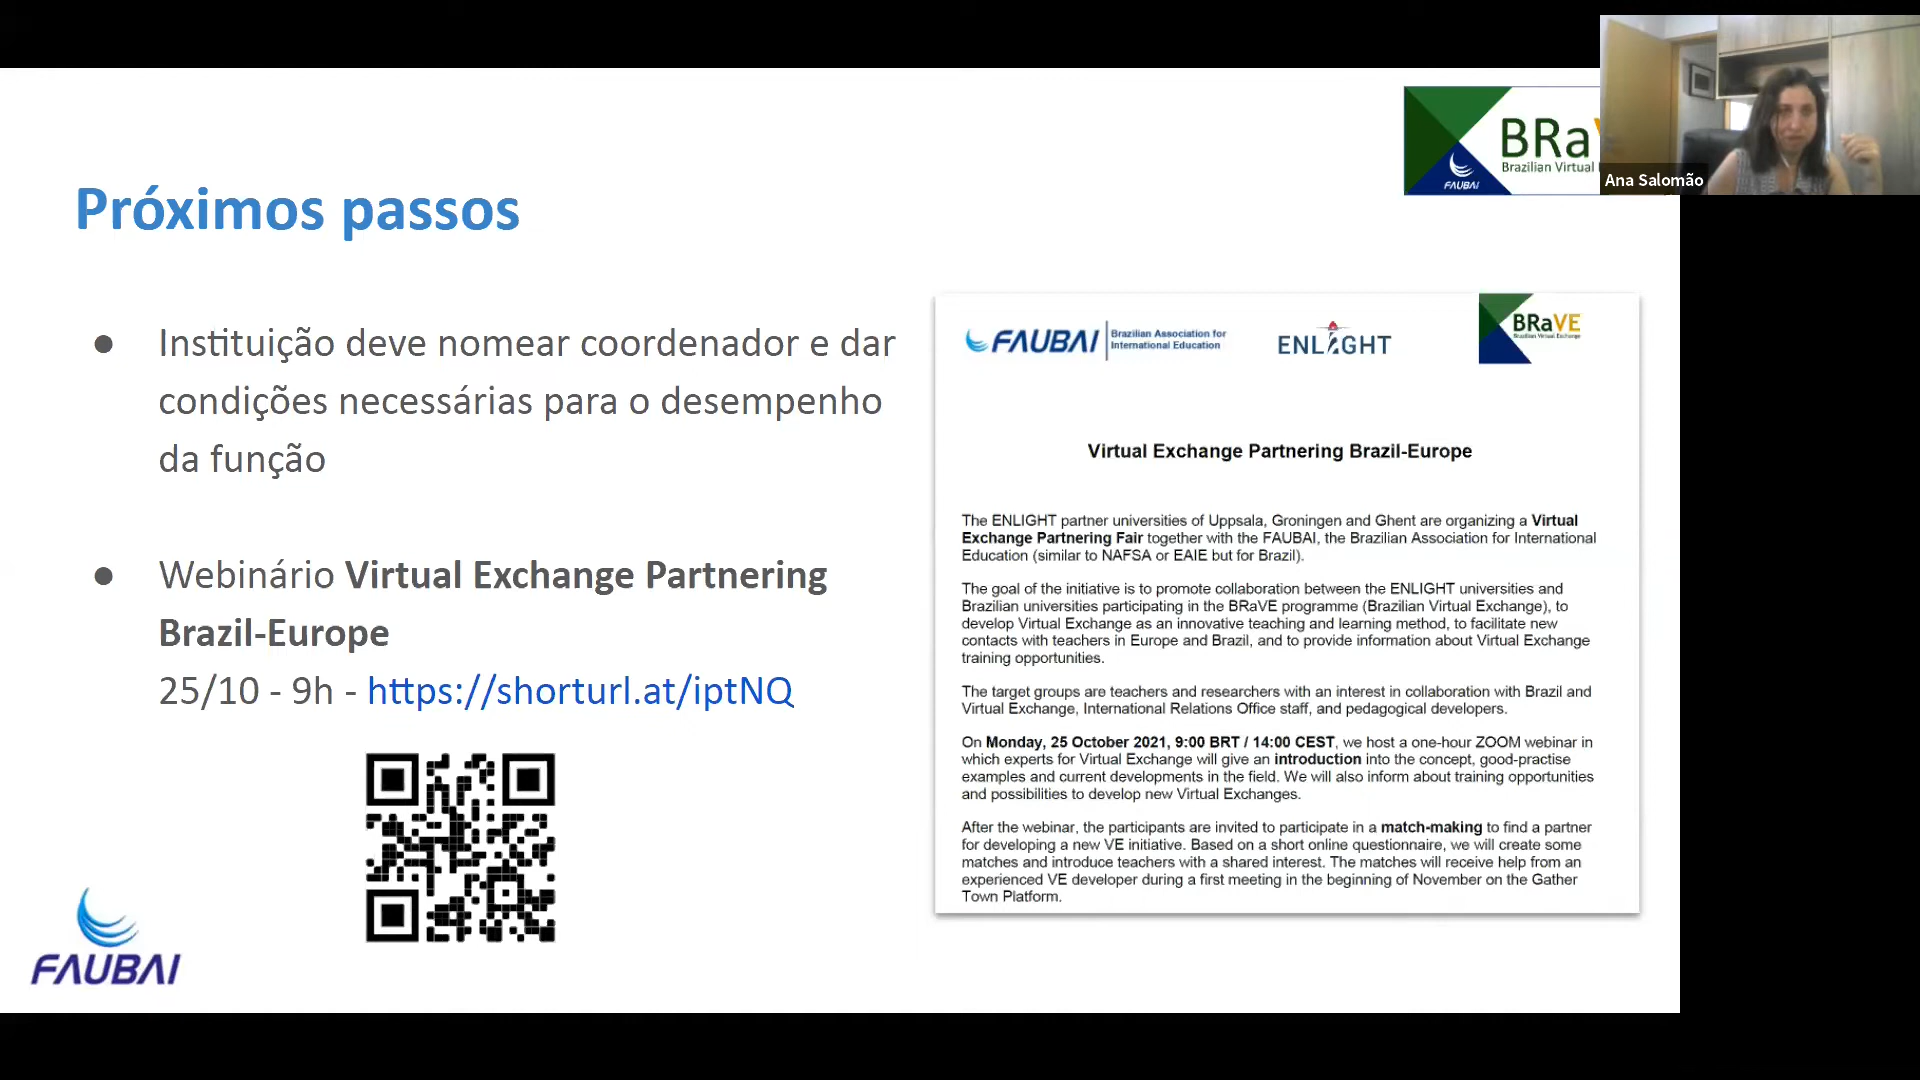 BRa
Brazilian Virtual
FAUBAI
Ana Salomão
Próximos passos
● Instituição deve nomear coordenador e dar
condições necessárias para o desempenho
da função
● Webinário Virtual Exchange Partnering
Brazil-Europe
25/10 - 9h - https://shorturl.at/iptNQ
FAUBAI
FAUBAI Brazilian Association for
International Education
ENLIGHT
BRaVE
Brazilian Virtual Exchange
Virtual Exchange Partnering Brazil-Europe
The ENLIGHT partner universities of Uppsala, Groningen and Ghent are organizing a Virtual
Exchange Partnering Fair together with the FAUBAI, the Brazilian Association for International
Education (similar to NAFSA or EAIE but for Brazil).
The goal of the initiative is to promote collaboration between the ENLIGHT universities and
Brazilian universities participating in the BRaVE programme (Brazilian Virtual Exchange), to
develop Virtual Exchange as an innovative teaching and learning method, to facilitate new
contacts with teachers in Europe and Brazil, and to provide information about Virtual Exchange
training opportunities.
The target groups are teachers and researchers with an interest in collaboration with Brazil and
Virtual Exchange, International Relations Office staff, and pedagogical developers.
On Monday, 25 October 2021, 9:00 BRT / 14:00 CEST, we host a one-hour ZOOM webinar in
which experts for Virtual Exchange will give an introduction into the concept, good-practise
examples and current developments in the field. We will also inform about training opportunities
and possibilities to develop new Virtual Exchanges.
After the webinar, the participants are invited to participate in a match-making to find a partner
for developing a new VE initiative. Based on a short online questionnaire, we will create some
matches and introduce teachers with a shared interest. The matches will receive help from an
experienced VE developer during a first meeting in the beginning of November on the Gather
Town Platform.